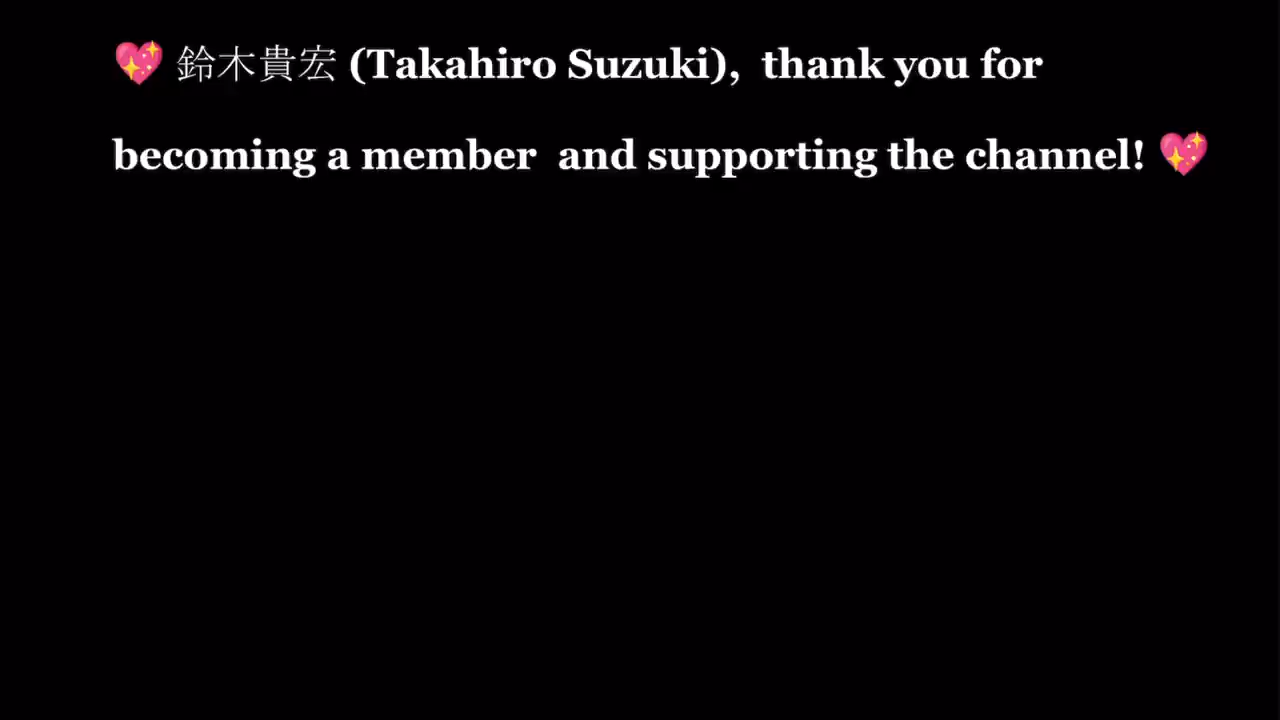 💖 鈴木貴宏 (Takahiro Suzuki),  thank you for
becoming a member  and supporting the channel! 💖